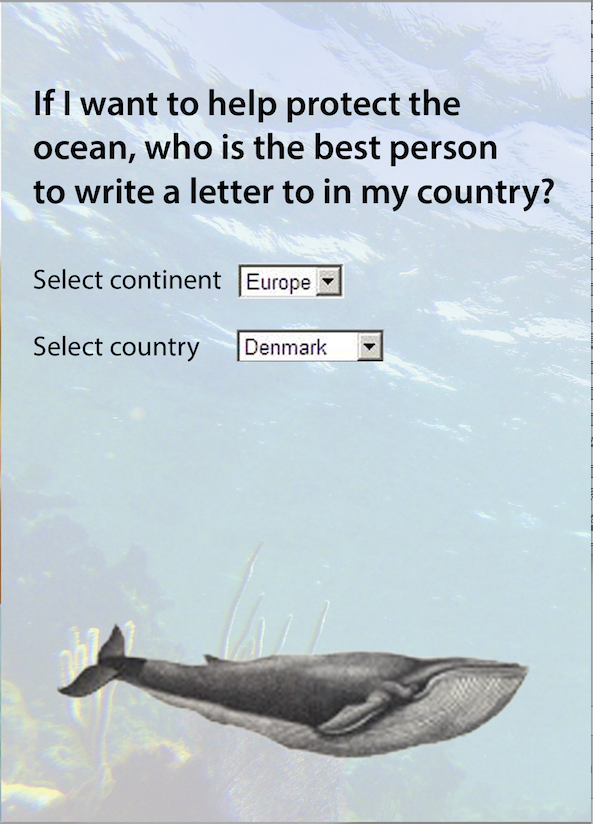 If I want to help protect the
ocean, who is the best person
to write a letter to in my country?
Select continent Europe
Select country Denmark